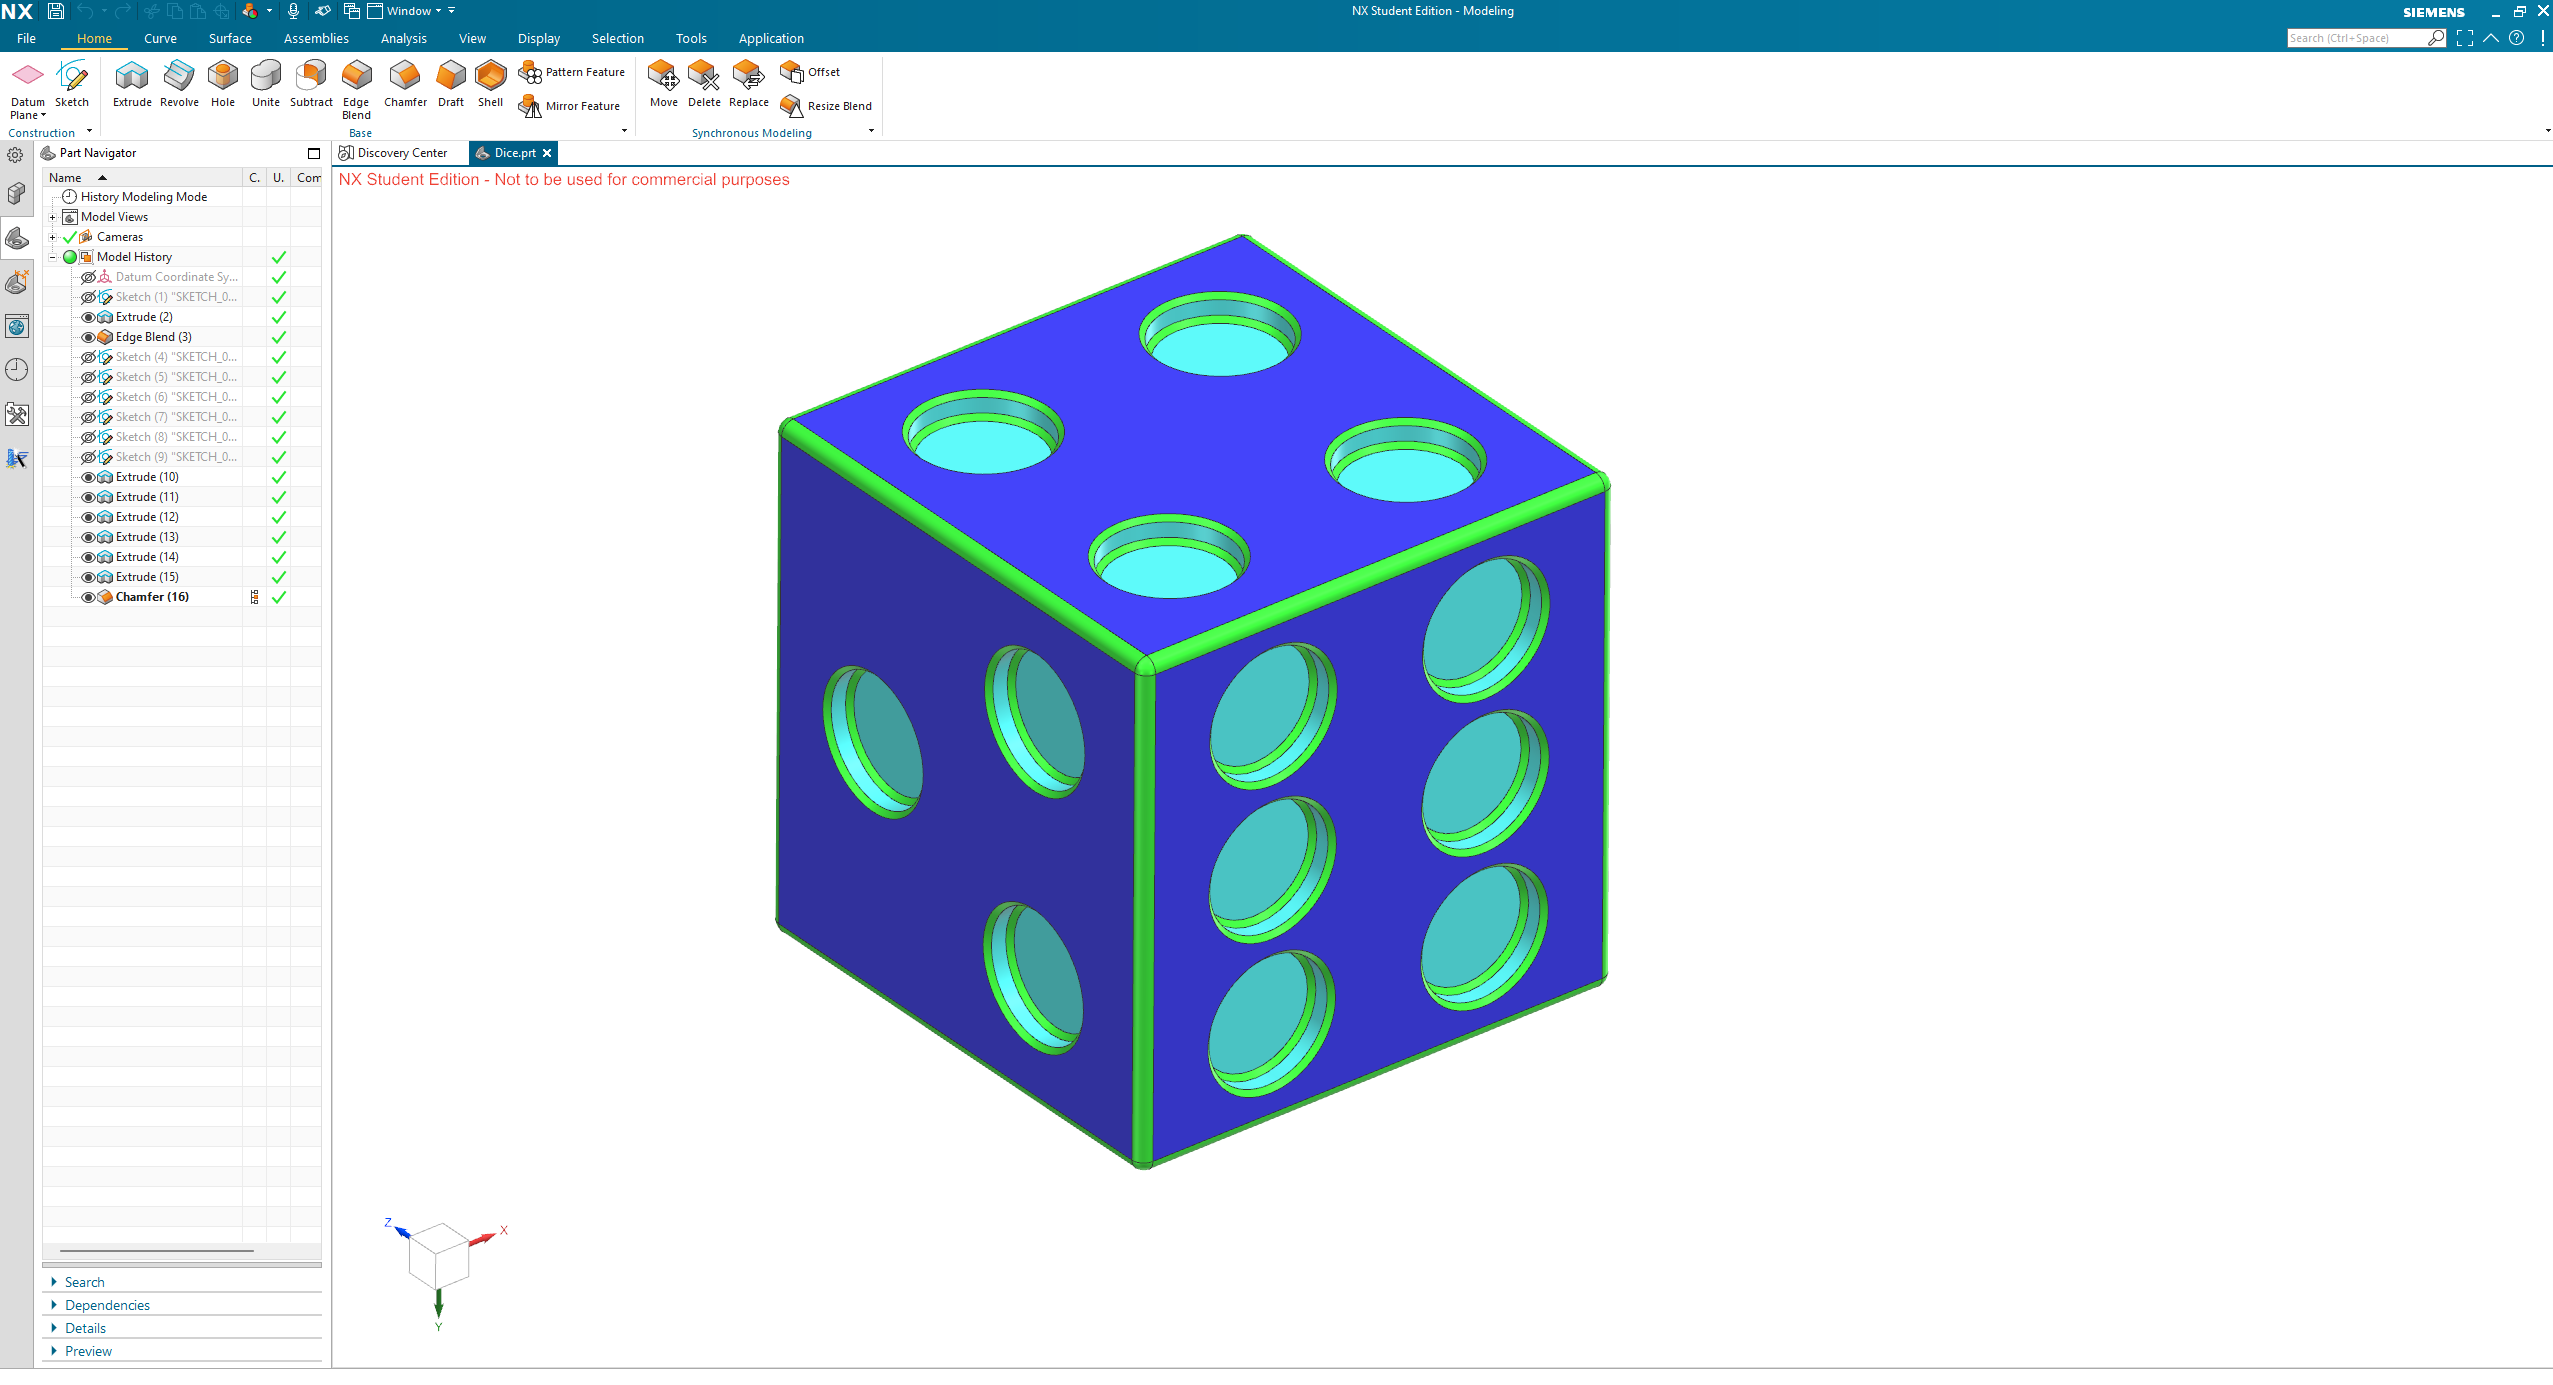 NX Window NX Student Edition - Modeling SIEMENS
File Home Curve Surface Assemblies Analysis View Display Selection Tools Application Search (Ctrl+Space)
Datum Plane Sketch Extrude Revolve Hole Unite Subtract Edge Blend Chamfer Draft Shell Pattern Feature Mirror Feature Move Delete Replace Offset Resize Blend
Construction Base Synchronous Modeling
Part Navigator Discovery Center Dice.prt
Name C. U. Com
NX Student Edition - Not to be used for commercial purposes
History Modeling Mode
Model Views
Cameras
Model History
Datum Coordinate Sy...
Sketch (1) "SKETCH_0...
Extrude (2)
Edge Blend (3)
Sketch (4) "SKETCH_0...
Sketch (5) "SKETCH_0...
Sketch (6) "SKETCH_0...
Sketch (7) "SKETCH_0...
Sketch (8) "SKETCH_0...
Sketch (9) "SKETCH_0...
Extrude (10)
Extrude (11)
Extrude (12)
Extrude (13)
Extrude (14)
Extrude (15)
Chamfer (16)
Z X
Y
Search
Dependencies
Details
Preview